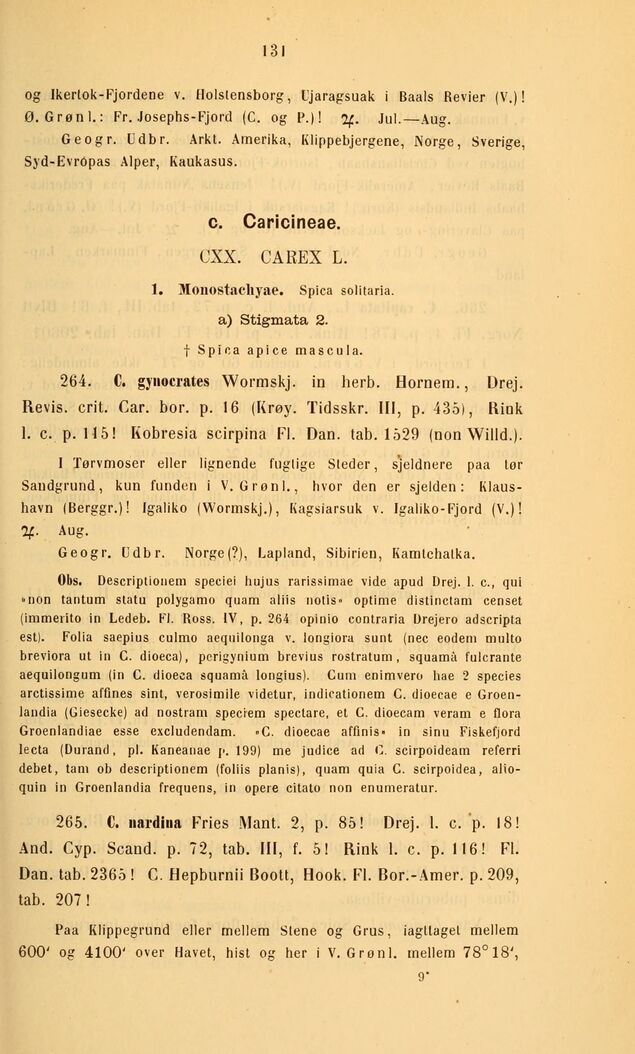 131
og Ikertok-Fjordene v. Holstensborg, Ujaragsuak i Baals Revier (V.)!
Ø. Grønl.: Fr. Josephs-Fjord (C. og P.)! ♃. Jul.—Aug.
Geogr. Udbr. Arkt. Amerika, Klippebjergene, Norge, Sverige,
Syd-Evrópas Alper, Kaukasus.
c. Caricineae.
CXX. CAREX L.
1. Monostachyae. Spica solitaria.
a) Stigmata 2.
† Spica apice mascula.
264. C. gynocrates Wormskj. in herb. Hornem., Drej.
Revis. crit. Car. bor. p. 16 (Krøy. Tidsskr. III, p. 435), Rink
l. c. p. 115! Kobresia scirpina Fl. Dan. tab. 1529 (non Willd.).
I Tørvmoser eller lignende fugtige Steder, sjeldnere paa tør
Sandgrund, kun funden i V. Grønl., hvor den er sjelden: Klaus-
havn (Berggr.)! Igaliko (Wormskj.), Kagsiarsuk v. Igaliko-Fjord (V.)!
♃. Aug.
Geogr. Udbr. Norge(?), Lapland, Sibirien, Kamtchatka.
Obs. Descriptionem speciei hujus rarissimae vide apud Drej. l. c., qui
»non tantum statu polygamo quam aliis notis« optime distinctam censet
(immerito in Ledeb. Fl. Ross. IV, p. 264 opinio contraria Drejero adscripta
est). Folia saepius culmo aequilonga v. longiora sunt (nec eodem multo
breviora ut in C. dioeca), perigynium brevius rostratum, squamâ fulcrante
aequilongum (in C. dioeca squamâ longius). Cum enimvero hae 2 species
arctissime affines sint, verosimile videtur, indicationem C. dioecae e Groen-
landia (Giesecke) ad nostram speciem spectare, et C. dioecam veram e flora
Groenlandiae esse excludendam. »C. dioecae affinis« in sinu Fiskefjord
lecta (Durand, pl. Kaneanae p. 199) me judice ad C. scirpoideam referri
debet, tam ob descriptionem (foliis planis), quam quia C. scirpoidea, alio-
quin in Groenlandia frequens, in opere citato non enumeratur.
265. C. nardina Fries Mant. 2, p. 85! Drej. l. c. p. 18!
And. Cyp. Scand. p. 72, tab. III, f. 5! Rink l. c. p. 116! Fl.
Dan. tab. 2365! C. Hepburnii Boott, Hook. Fl. Bor.-Amer. p. 209,
tab. 207!
Paa Klippegrund eller mellem Stene og Grus, iagttaget mellem
600′ og 4100′ over Havet, hist og her i V. Grønl. mellem 78° 18′,
9*